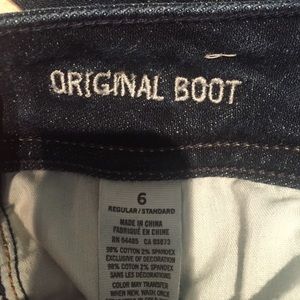 ORIGINAL BOOT
6
REGULAR/STANDARD
MADE IN CHINA
FABRIQUÉ EN CHINE
RN 54485 CA 03073
98% COTTON 2% SPANDEX
EXCLUSIVE OF DECORATION
98% COTON 2% SPANDEX
SANS LES DÉCORATIONS
COLOR MAY TRANSFER
WHEN NEW. WASH ONCE